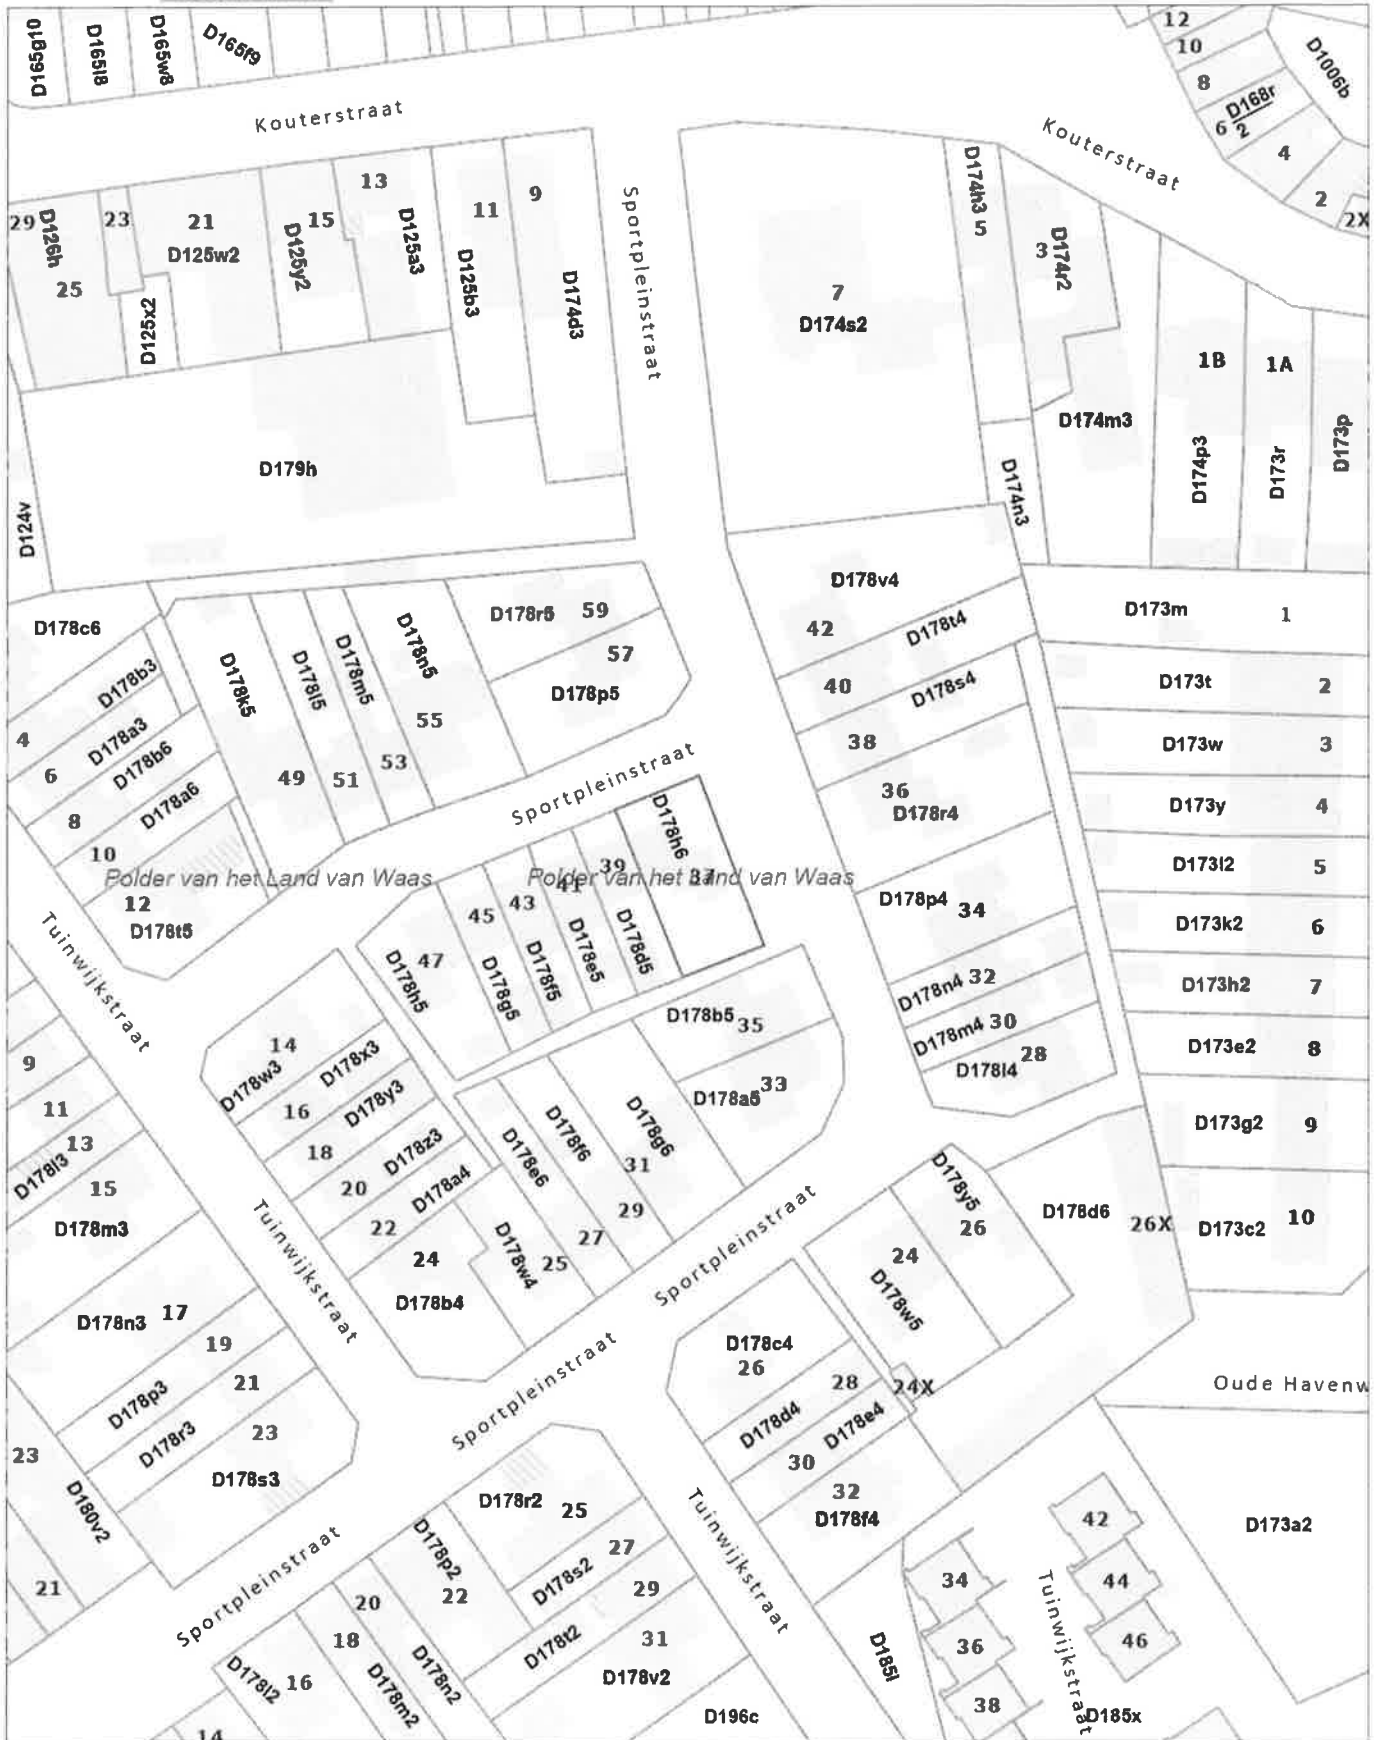 D165g10
D165l8
D165w8
D165f9
12
10
8
D168r
6
/2
4
2
2X
D1006b
Kouterstraat
Kouterstraat
29
D126h
25
23
21
D125w2
D125x2
D125y2
15
13
D125a3
11
D125b3
9
D174d3
Sportpleinstraat
7
D174s2
D174h3
5
3
D174r2
1B
1A
D174m3
D174p3
D173r
D173p
D174n3
D179h
D124v
D178c6
D178b3
4
D178a3
6
D178b6
8
D178a6
10
12
D178t5
D178k5
49
D178l5
51
D178m5
53
D178n5
55
D178r5
59
57
D178p5
D178v4
42
D178t4
40
D178s4
38
36
D178r4
D178p4
34
D178n4
32
D178m4
30
D178l4
28
D173m
1
D173t
2
D173w
3
D173y
4
D173l2
5
D173k2
6
D173h2
7
D173e2
8
D173g2
9
D173c2
10
Sportpleinstraat
Polder van het Land van Waas
Polder van het Land van Waas
D178h6
37
39
D178d5
41
D178e5
43
D178f5
45
D178g5
47
D178h5
Tuinwijkstraat
D178b5
35
D178a5
33
14
D178w3
D178x3
16
D178y3
18
D178z3
20
D178a4
22
24
D178b4
D178w4
25
D178e6
27
D178f6
29
D178g6
31
9
11
13
D178l3
15
D178m3
D178n3
17
19
D178p3
21
D178r3
23
D178s3
23
D180v2
21
Tuinwijkstraat
Sportpleinstraat
D178y5
26
24
D178w5
D178d6
26X
24X
D178c4
26
28
D178d4
D178e4
30
32
D178f4
Oude Havenw
Sportpleinstraat
Sportpleinstraat
D178r2
25
D178p2
22
27
D178s2
29
D178t2
31
D178v2
20
D178n2
18
D178m2
16
D178l2
14
Tuinwijkstraat
D196c
D185l
34
36
38
42
44
46
Tuinwijkstraat
D185x
D173a2